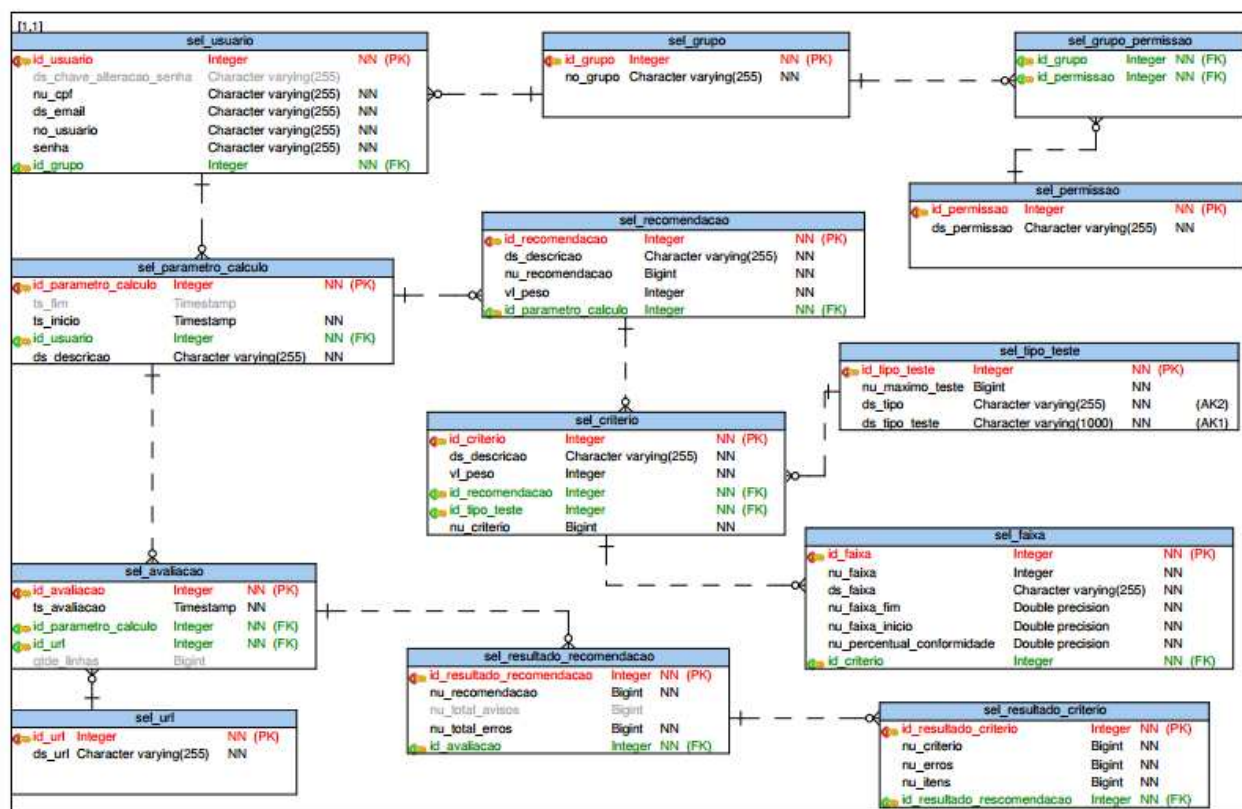 [1,1]
sel_usuario
id_usuario Integer NN (PK)
ds_chave_alteracao_senha Character varying(255)
nu_cpf Character varying(255) NN
ds_email Character varying(255) NN
no_usuario Character varying(255) NN
senha Character varying(255) NN
id_grupo Integer NN (FK)
sel_grupo
id_grupo Integer NN (PK)
no_grupo Character varying(255) NN
sel_grupo_permissao
id_grupo Integer NN (FK)
id_permissao Integer NN (FK)
sel_permissao
id_permissao Integer NN (PK)
ds_permissao Character varying(255) NN
sel_recomendacao
id_recomendacao Integer NN (PK)
ds_descricao Character varying(255) NN
nu_recomendacao Bigint NN
vl_peso Integer NN
id_parametro_calculo Integer NN (FK)
sel_parametro_calculo
id_parametro_calculo Integer NN (PK)
ts_fim Timestamp
ts_inicio Timestamp NN
id_usuario Integer NN (FK)
ds_descricao Character varying(255) NN
sel_tipo_teste
id_tipo_teste Integer NN (PK)
nu_maximo_teste Bigint NN
ds_tipo Character varying(255) NN (AK2)
ds_tipo_teste Character varying(1000) NN (AK1)
sel_criterio
id_criterio Integer NN (PK)
ds_descricao Character varying(255) NN
vl_peso Integer NN
id_recomendacao Integer NN (FK)
id_tipo_teste Integer NN (FK)
nu_criterio Bigint NN
sel_faixa
id_faixa Integer NN (PK)
nu_faixa Integer NN
ds_faixa Character varying(255) NN
nu_faixa_fim Double precision NN
nu_faixa_inicio Double precision NN
nu_percentual_conformidade Double precision NN
id_criterio Integer NN (FK)
sel_avaliacao
id_avaliacao Integer NN (PK)
ts_avaliacao Timestamp NN
id_parametro_calculo Integer NN (FK)
id_url Integer NN (FK)
qtde_linhas Bigint
sel_resultado_recomendacao
id_resultado_recomendacao Integer NN (PK)
nu_recomendacao Bigint NN
nu_total_avisos Bigint
nu_total_erros Bigint NN
id_avaliacao Integer NN (FK)
sel_url
id_url Integer NN (PK)
ds_url Character varying(255) NN
sel_resultado_criterio
id_resultado_criterio Integer NN (PK)
nu_criterio Bigint NN
nu_erros Bigint NN
nu_itens Bigint NN
id_resultado_rescomendacao Integer NN (FK)